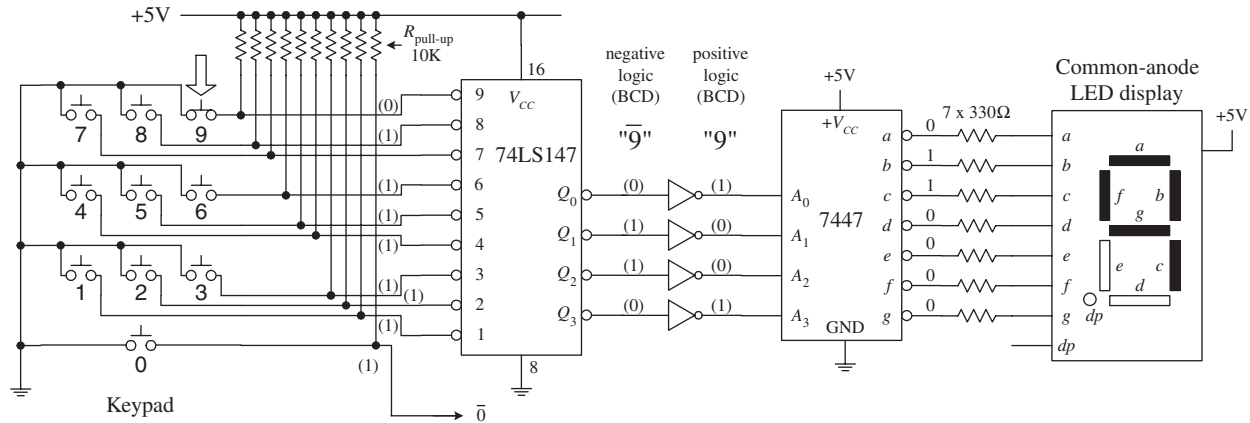 +5V
R pull-up
10K
negative logic (BCD)
positive logic (BCD)
"9̅" "9"
+5V
Common-anode LED display
+5V
7 8 9
4 5 6
1 2 3
0
Keypad
(0)
(1)
(1)
(1)
(1)
(1)
(1)
(1)
(1)
(1)
0̅
16
V_CC
74LS147
9
8
7
6
5
4
3
2
1
8
Q0 (0) (1) A0
Q1 (1) (0) A1
Q2 (1) (0) A2
Q3 (0) (1) A3
+V_CC
7447
GND
7 x 330Ω
a 0 a
b 1 b
c 1 c
d 0 d
e 0 e
f 0 f
g 0 g
dp
a
f b
g
e c
d
dp